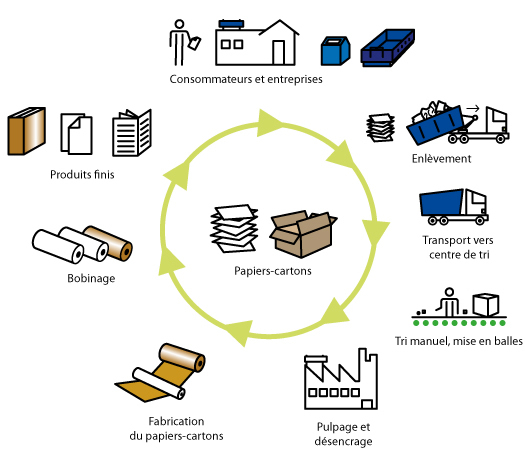 Consommateurs et entreprises
Enlèvement
Transport vers
centre de tri
Tri manuel, mise en balles
Pulpage et
désencrage
Fabrication
du papiers-cartons
Bobinage
Produits finis
Papiers-cartons